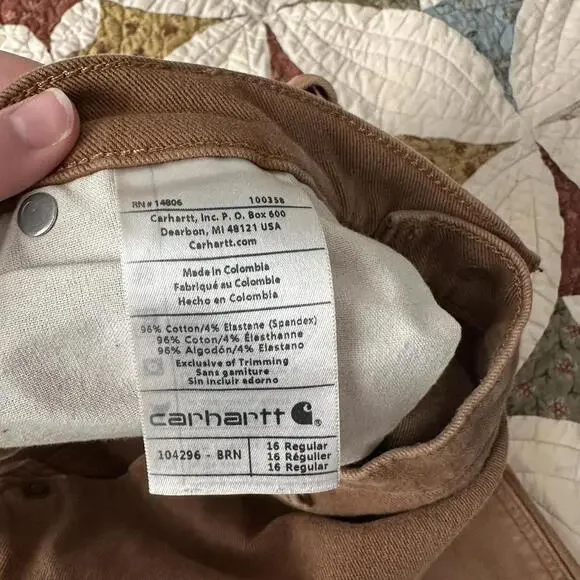 RN # 14806 100358
Carhartt, Inc. P. O. Box 600
Dearbon, MI 48121 USA
Carhartt.com
Made in Colombia
Fabriqué au Colombie
Hecho en Colombia
96% Cotton/4% Elastane (Spandex)
96% Coton/4% Élasthanne
96% Algodón/4% Elastano
Exclusive of Trimming
Sans garniture
Sin incluir adorno
carhartt ®
104296 - BRN
16 Regular
16 Régulier
16 Regular